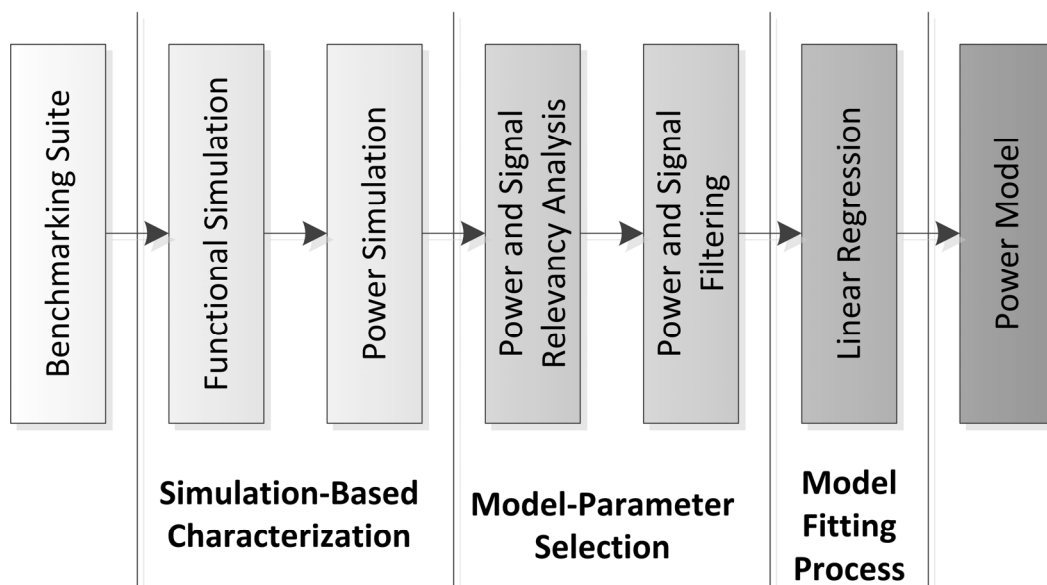 Benchmarking Suite
Functional Simulation
Power Simulation
Power and Signal
Relevancy Analysis
Power and Signal
Filtering
Linear Regression
Power Model
Simulation-Based
Characterization
Model-Parameter
Selection
Model
Fitting
Process